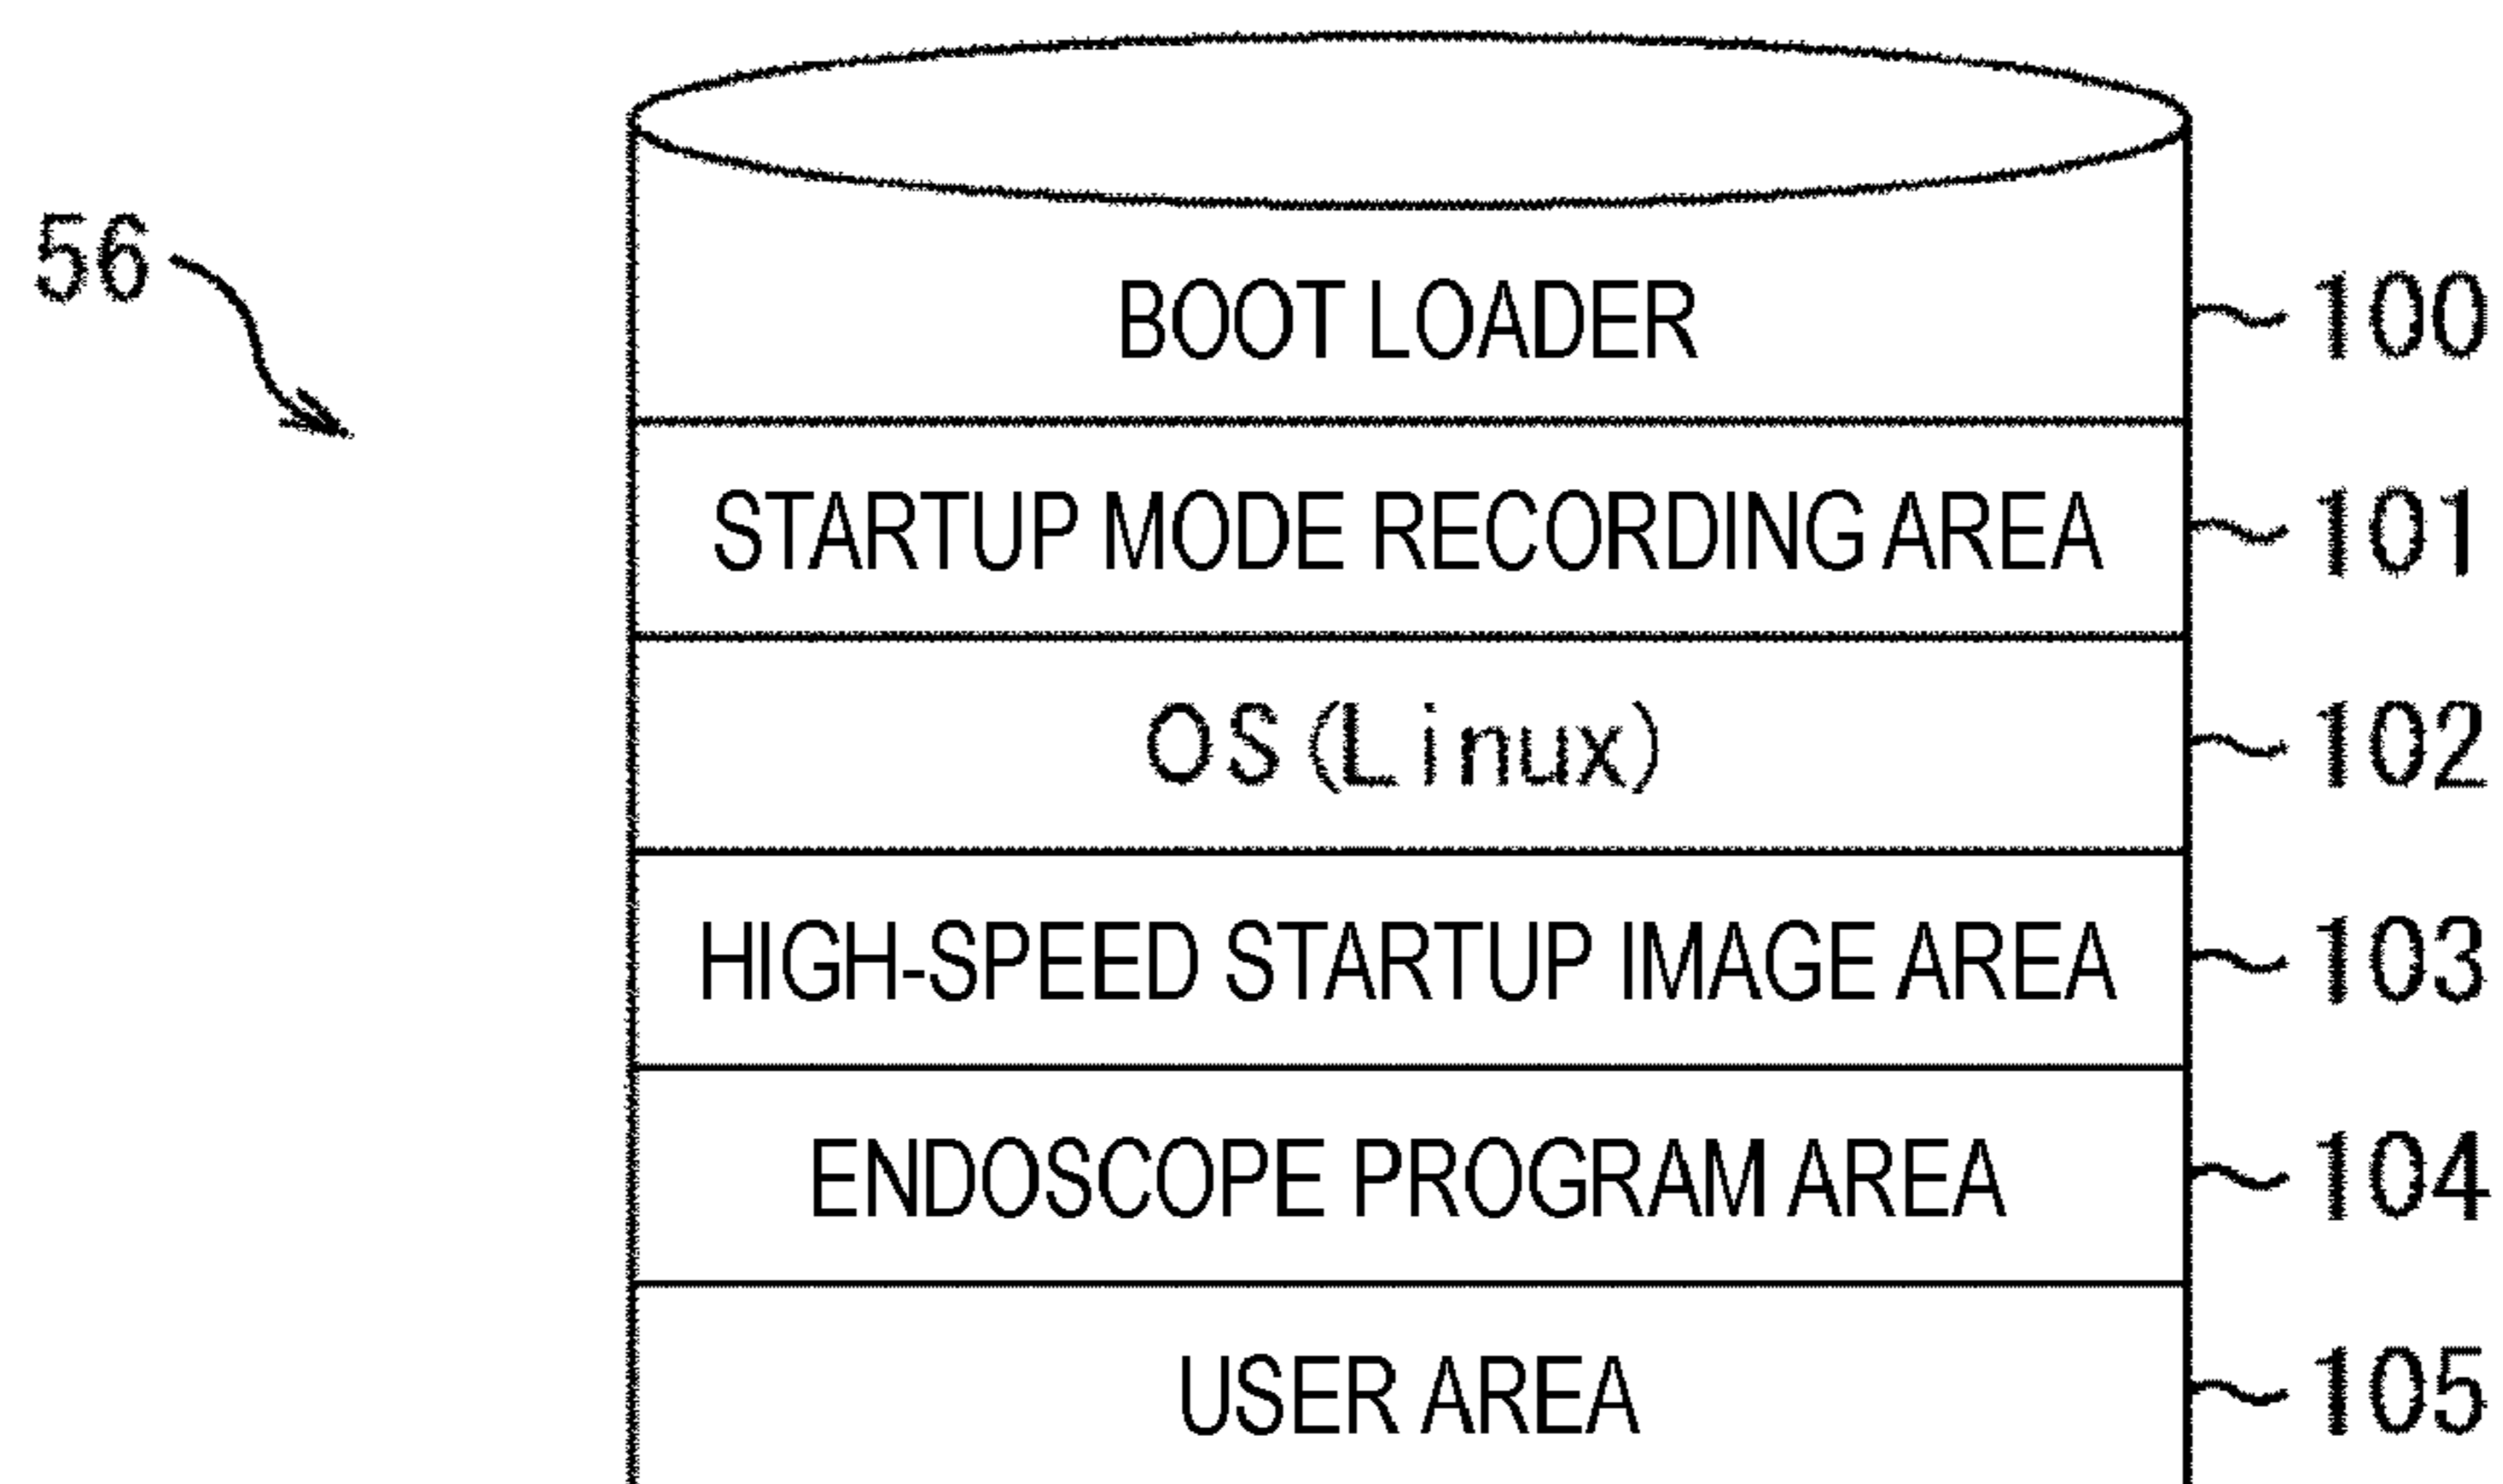 56
BOOT LOADER 100
STARTUP MODE RECORDING AREA 101
OS (Linux) 102
HIGH-SPEED STARTUP IMAGE AREA 103
ENDOSCOPE PROGRAM AREA 104
USER AREA 105